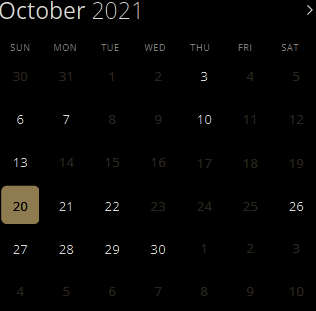 October 2021
SUN MON TUE WED THU FRI SAT
30 31 1 2 3 4 5
6 7 8 9 10 11 12
13 14 15 16 17 18 19
20 21 22 23 24 25 26
27 28 29 30 1 2 3
4 5 6 7 8 9 10